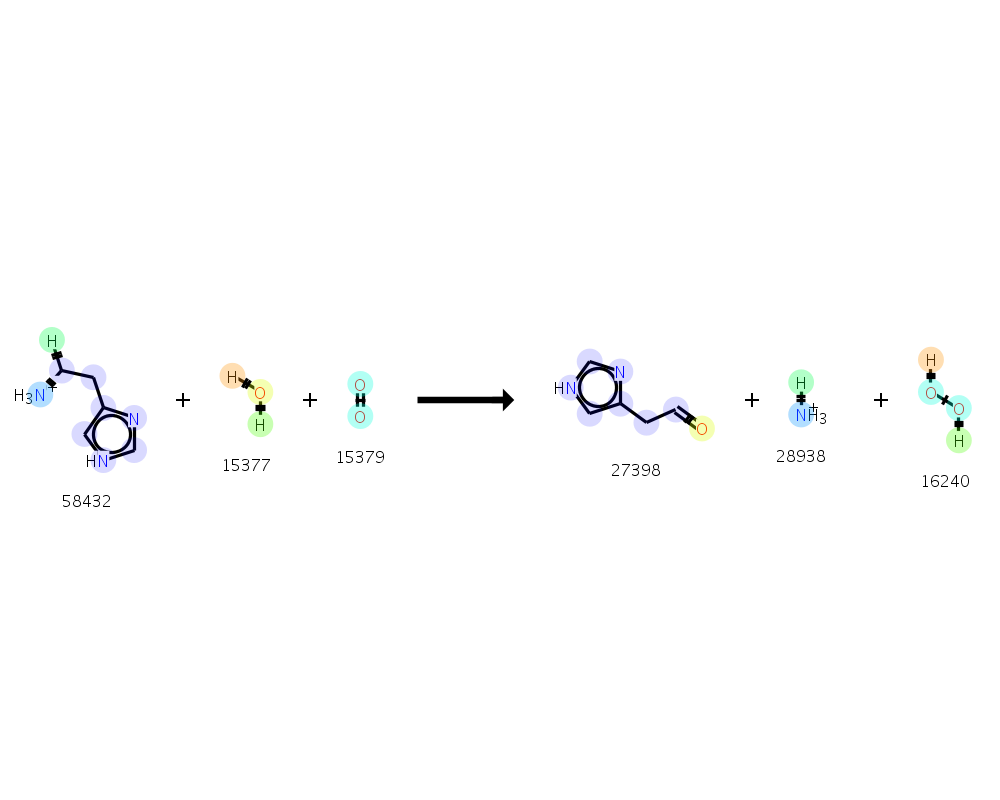 H
H3N+
N
HN
58432
+
H
O
H
15377
+
O
O
15379
+
N
HN
O
27398
H
NH3+
28938
+
H
O
O
H
16240